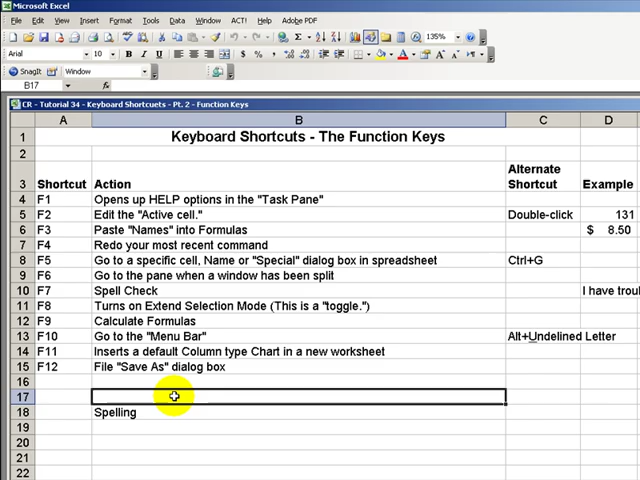 Microsoft Excel
File Edit View Insert Format Tools Data Window ACT! Help Adobe PDF
135%
Arial 10 B I U $ % ,
SnagIt Window
B17 fx
CR - Tutorial 34 - Keyboard Shortcuets - Pt. 2 - Function Keys
A B C D
1 Keyboard Shortcuts - The Function Keys
2
Alternate
3 Shortcut Action Shortcut Example
4 F1 Opens up HELP options in the "Task Pane"
5 F2 Edit the "Active cell." Double-click 131
6 F3 Paste "Names" into Formulas $ 8.50
7 F4 Redo your most recent command
8 F5 Go to a specific cell, Name or "Special" dialog box in spreadsheet Ctrl+G
9 F6 Go to the pane when a window has been split
10 F7 Spell Check I have trou
11 F8 Turns on Extend Selection Mode (This is a "toggle.")
12 F9 Calculate Formulas
13 F10 Go to the "Menu Bar" Alt+Undelined Letter
14 F11 Inserts a default Column type Chart in a new worksheet
15 F12 File "Save As" dialog box
16
17
18 Spelling
19
20
21
22